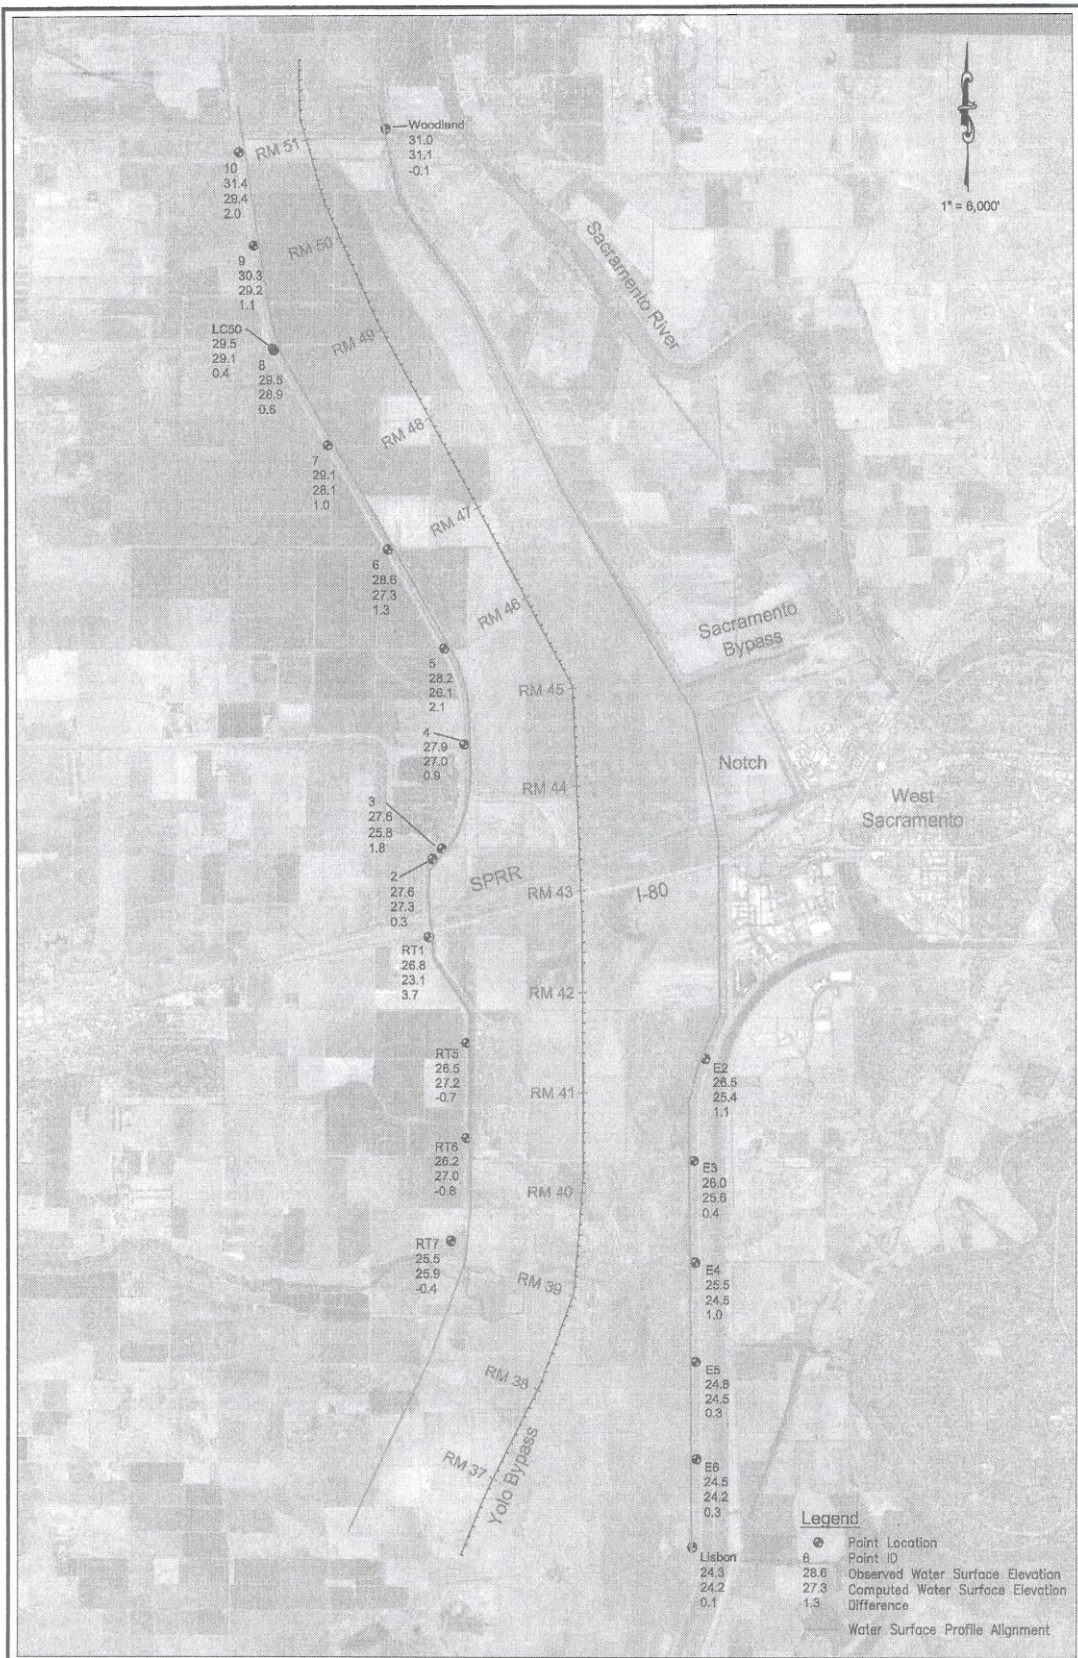 Woodland
31.0
31.1
-0.1
1" = 6,000'
RM 51
10
31.4
29.4
2.0
RM 50
9
30.3
29.2
1.1
Sacramento River
RM 49
LC50
29.5
29.1
0.4
8
29.5
28.9
0.6
RM 48
7
29.1
28.1
1.0
RM 47
6
28.6
27.3
1.3
RM 46
Sacramento
Bypass
5
28.2
26.1
2.1
RM 45
4
27.9
27.0
0.9
Notch
RM 44
West
Sacramento
3
27.6
25.8
1.8
2
27.6
27.3
0.3
SPRR
RM 43
I-80
RT1
26.8
23.1
3.7
RM 42
RT5
26.5
27.2
-0.7
E2
26.5
25.4
1.1
RM 41
RT6
26.2
27.0
-0.8
E3
26.0
25.6
0.4
RM 40
RT7
25.5
25.9
-0.4
E4
25.5
24.5
1.0
RM 39
E5
24.8
24.5
0.3
RM 38
E6
24.5
24.2
0.3
RM 37
Yolo Bypass
Lisbon
24.3
24.2
0.1
Legend
Point Location
6 Point ID
28.6 Observed Water Surface Elevation
27.3 Computed Water Surface Elevation
1.3 Difference
Water Surface Profile Alignment